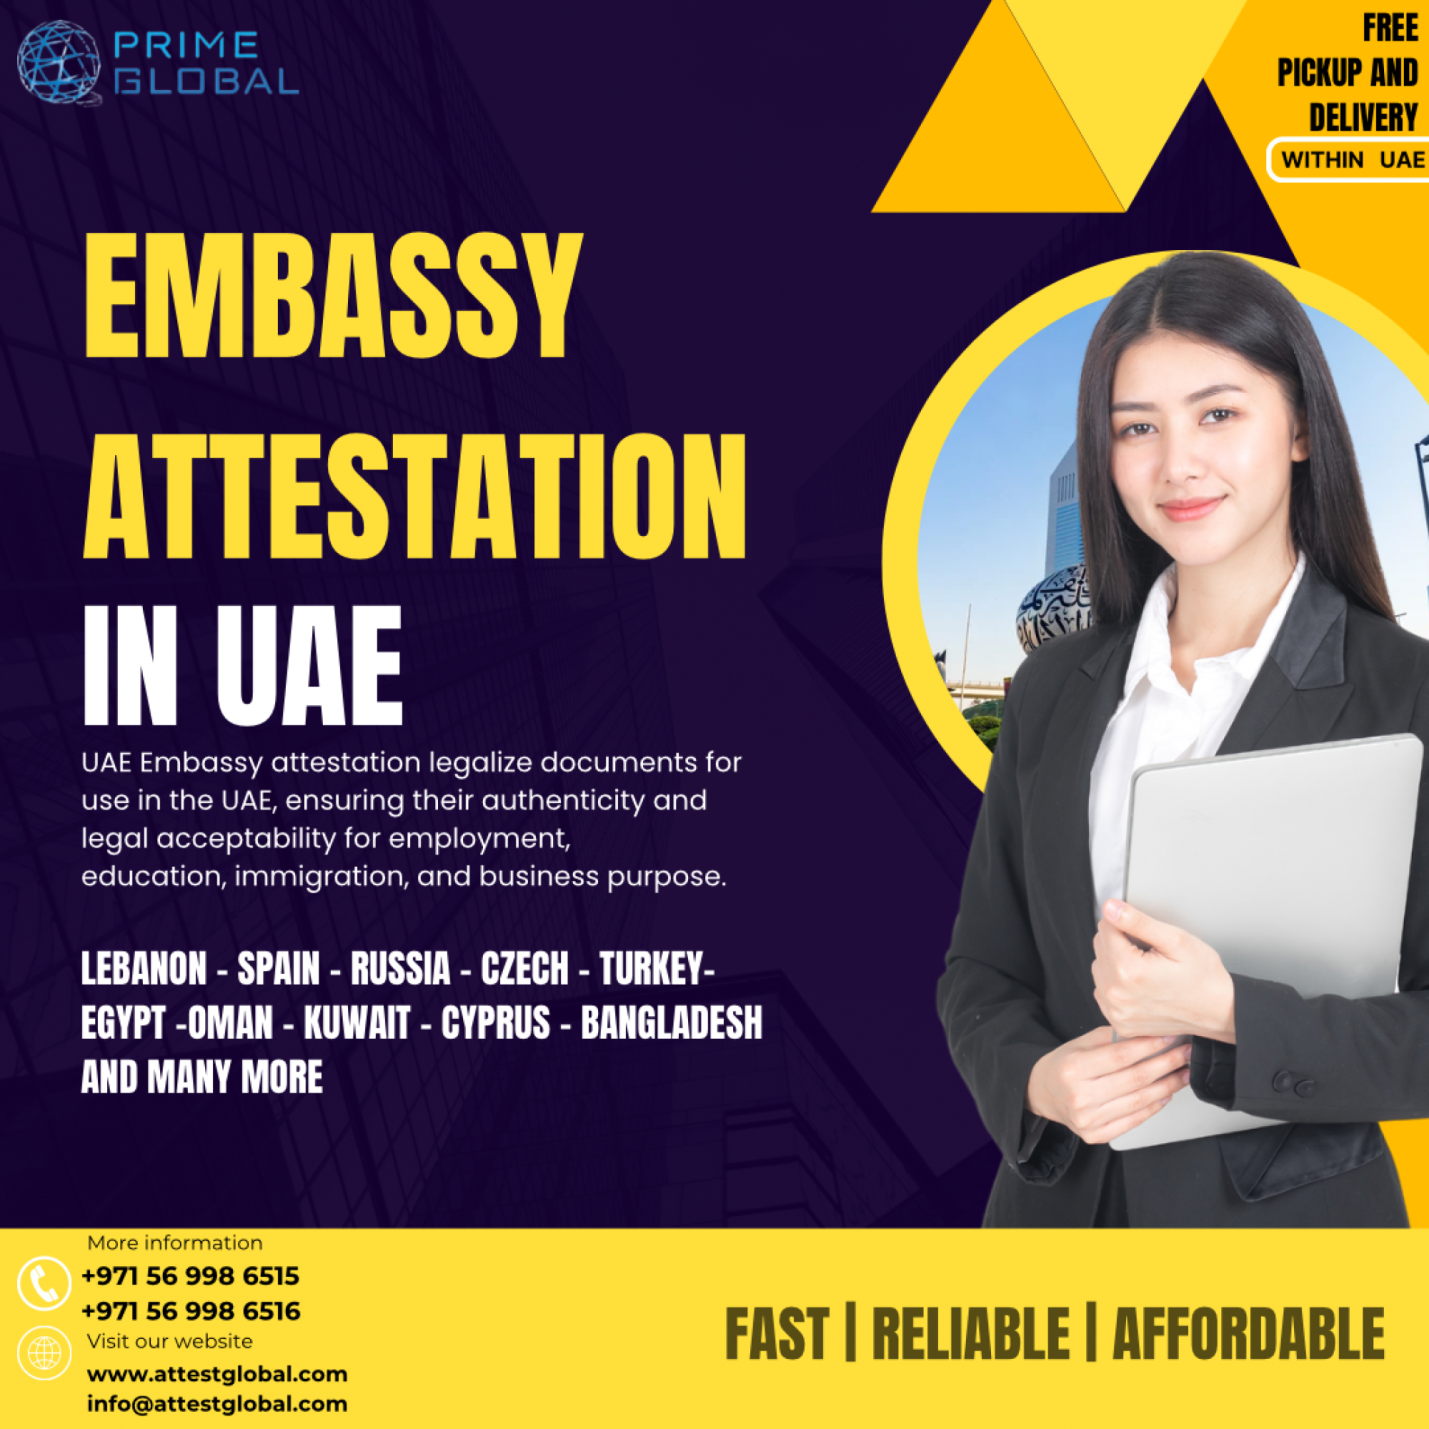 PRIME
GLOBAL
FREE
PICKUP AND
DELIVERY
WITHIN UAE
EMBASSY
ATTESTATION
IN UAE
UAE Embassy attestation legalize documents for
use in the UAE, ensuring their authenticity and
legal acceptability for employment,
education, immigration, and business purpose.
LEBANON - SPAIN - RUSSIA - CZECH - TURKEY-
EGYPT -OMAN - KUWAIT - CYPRUS - BANGLADESH
AND MANY MORE
More information
+971 56 998 6515
+971 56 998 6516
Visit our website
www.attestglobal.com
info@attestglobal.com
FAST | RELIABLE | AFFORDABLE